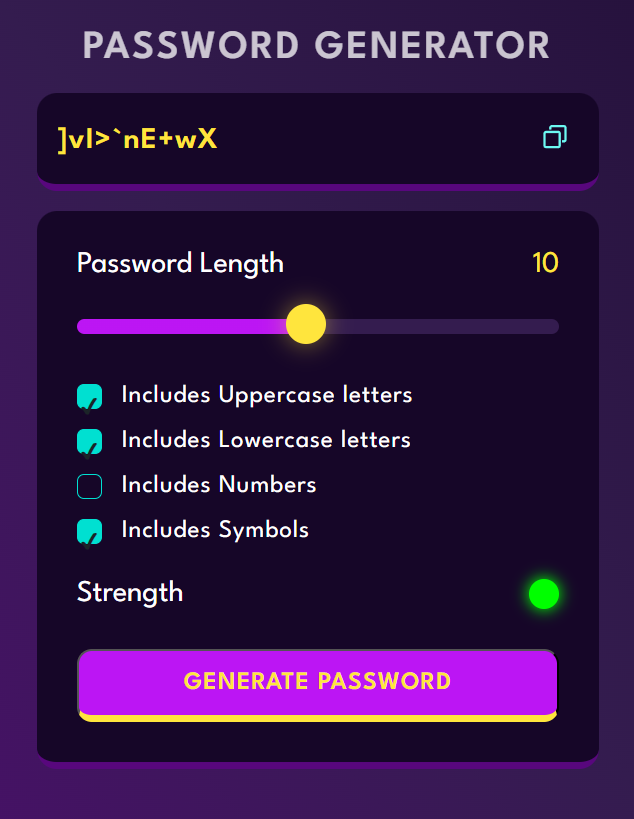 PASSWORD GENERATOR
]vl>`nE+wX
Password Length 10
Includes Uppercase letters
Includes Lowercase letters
Includes Numbers
Includes Symbols
Strength
GENERATE PASSWORD